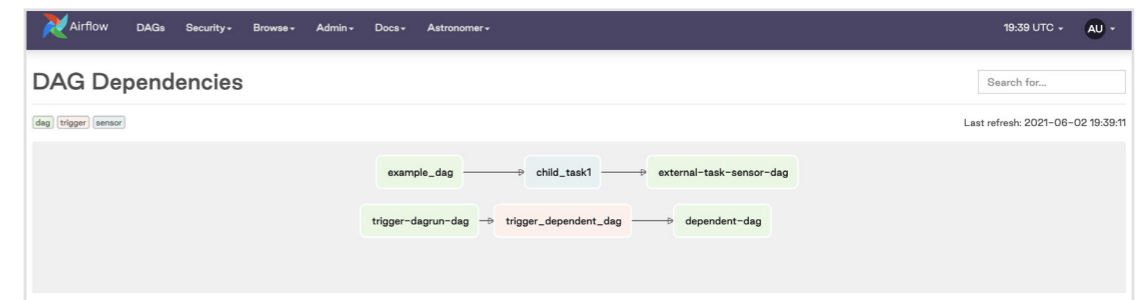 Airflow DAGs Security Browse Admin Docs Astronomer 19:39 UTC AU
DAG Dependencies Search for...
dag trigger sensor Last refresh: 2021-06-02 19:39:11
example_dag child_task1 external-task-sensor-dag
trigger-dagrun-dag trigger_dependent_dag dependent-dag